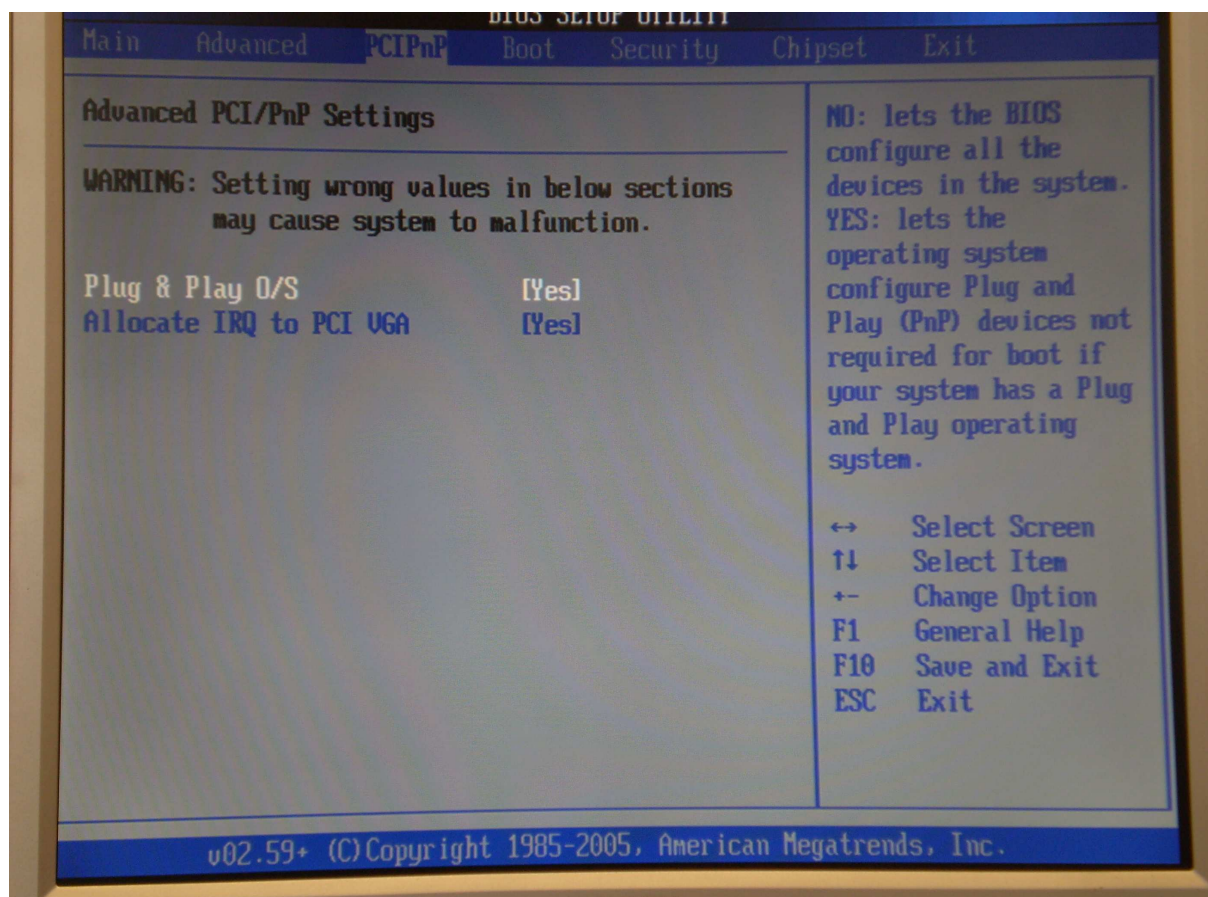 BIOS SETUP UTILITY
Main Advanced PCIPnP Boot Security Chipset Exit
Advanced PCI/PnP Settings
WARNING: Setting wrong values in below sections
may cause system to malfunction.
Plug & Play O/S [Yes]
Allocate IRQ to PCI VGA [Yes]
NO: lets the BIOS
configure all the
devices in the system.
YES: lets the
operating system
configure Plug and
Play (PnP) devices not
required for boot if
your system has a Plug
and Play operating
system.
↔ Select Screen
↑↓ Select Item
+- Change Option
F1 General Help
F10 Save and Exit
ESC Exit
v02.59+ (C)Copyright 1985-2005, American Megatrends, Inc.